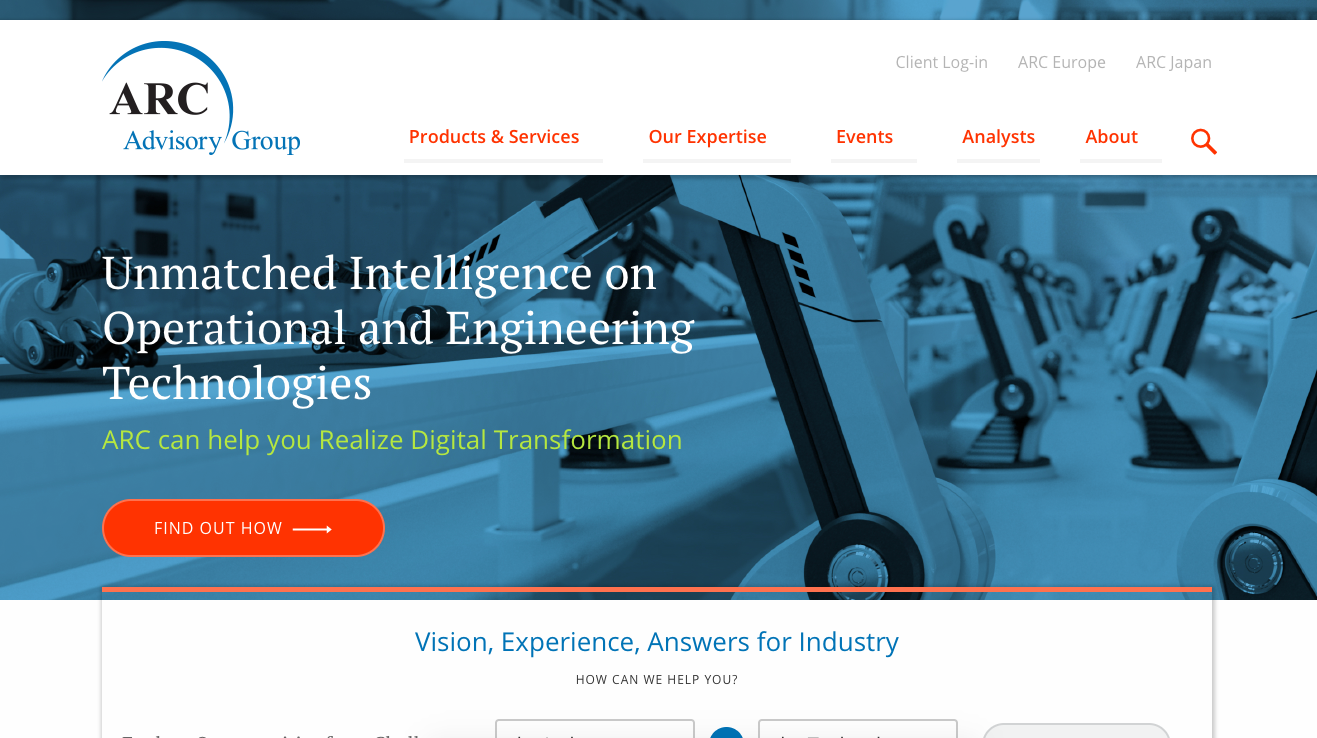 Client Log-in ARC Europe ARC Japan
ARC
Advisory Group
Products & Services Our Expertise Events Analysts About
Unmatched Intelligence on
Operational and Engineering
Technologies
ARC can help you Realize Digital Transformation
FIND OUT HOW
Vision, Experience, Answers for Industry
HOW CAN WE HELP YOU?